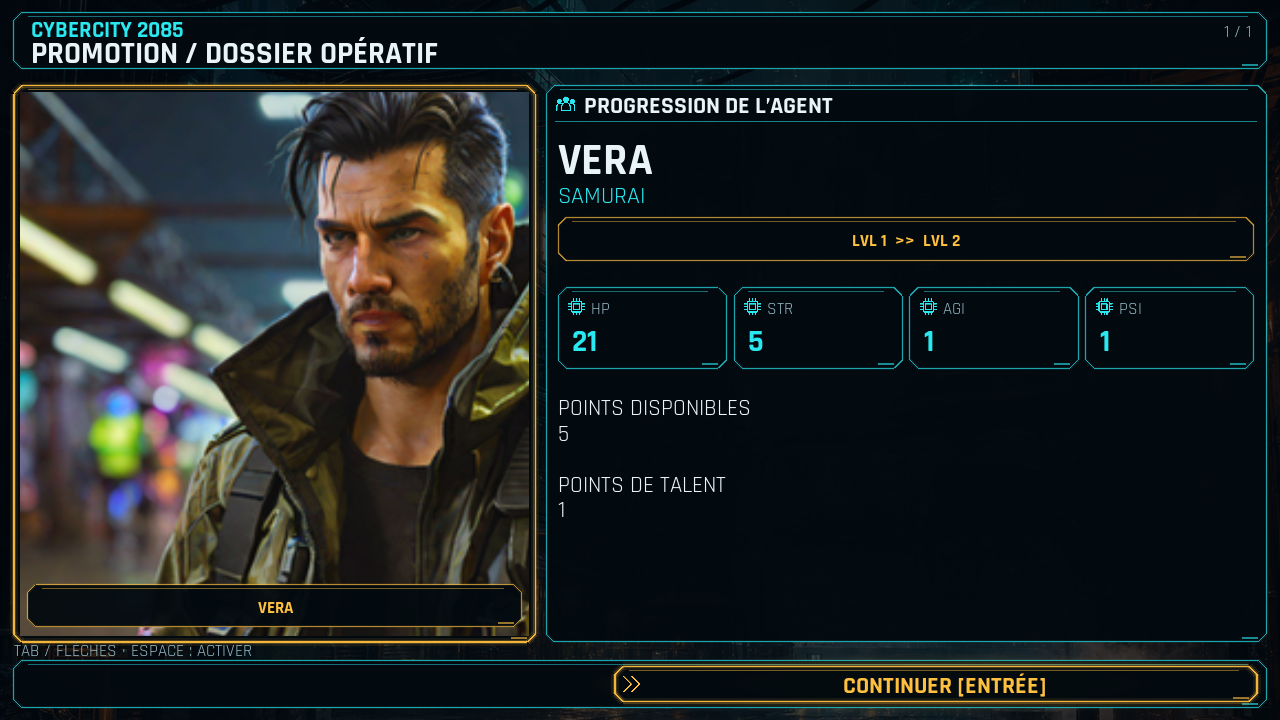 CYBERCITY 2085
PROMOTION / DOSSIER OPÉRATIF
1 / 1
PROGRESSION DE L'AGENT
VERA
SAMURAI
LVL 1 >> LVL 2
HP
21
STR
5
AGI
1
PSI
1
POINTS DISPONIBLES
5
POINTS DE TALENT
1
VERA
TAB / FLECHES · ESPACE : ACTIVER
CONTINUER [ENTRÉE]